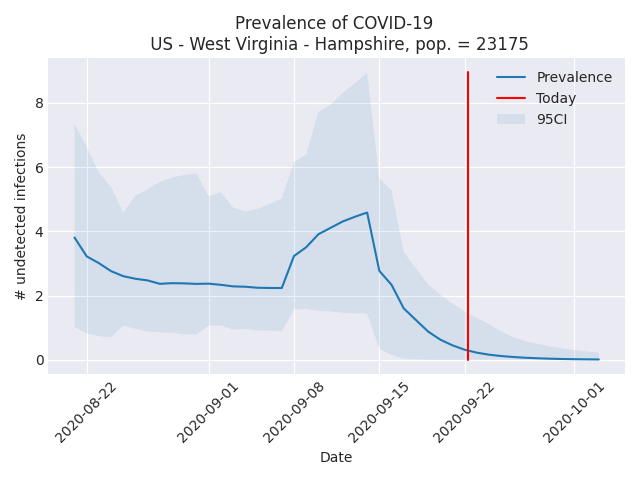 Prevalence of COVID-19
US - West Virginia - Hampshire, pop. = 23175
Prevalence
Today
95CI
# undetected infections
8
6
4
2
0
2020-08-22
2020-09-01
2020-09-08
2020-09-15
2020-09-22
2020-10-01
Date